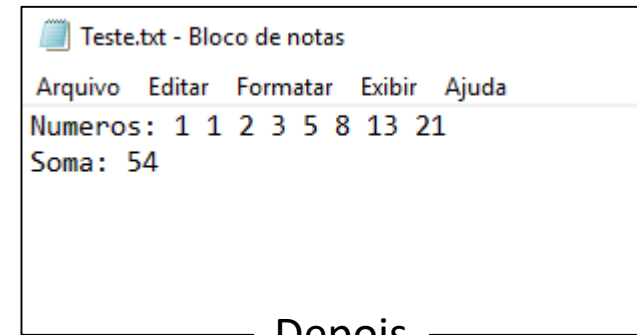 Teste.txt - Bloco de notas
Arquivo Editar Formatar Exibir Ajuda
Numeros: 1 1 2 3 5 8 13 21
Soma: 54
Depois